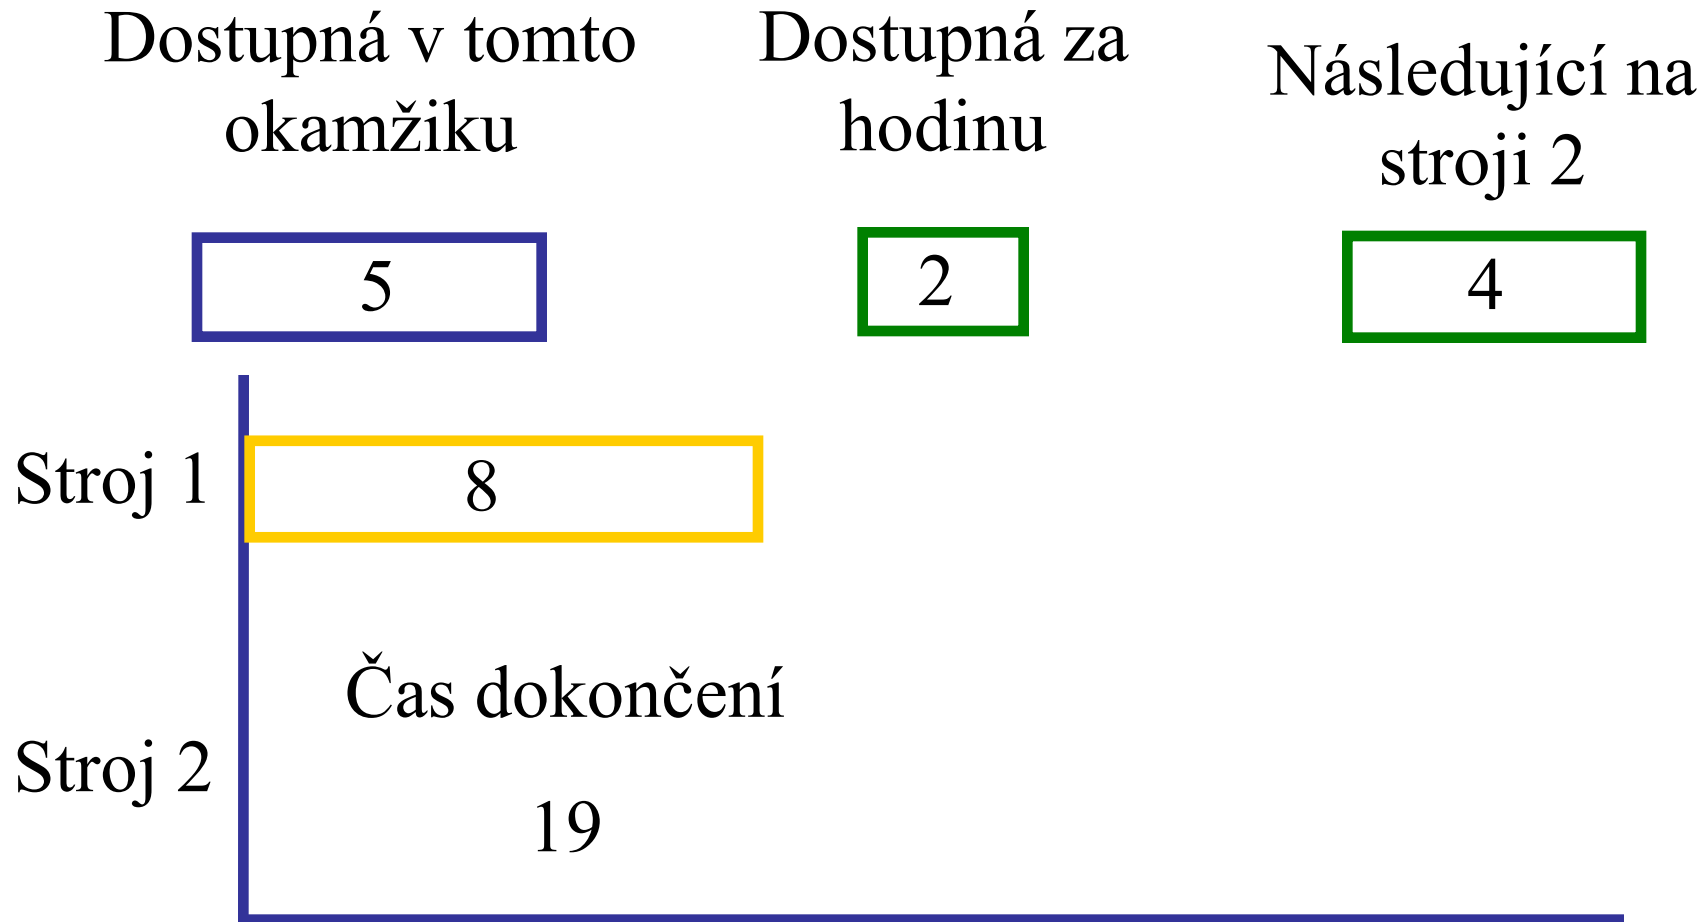 Dostupná v tomto
okamžiku
Dostupná za
hodinu
Následující na
stroji 2
5
2
4
Stroj 1
8
Čas dokončení
Stroj 2
19